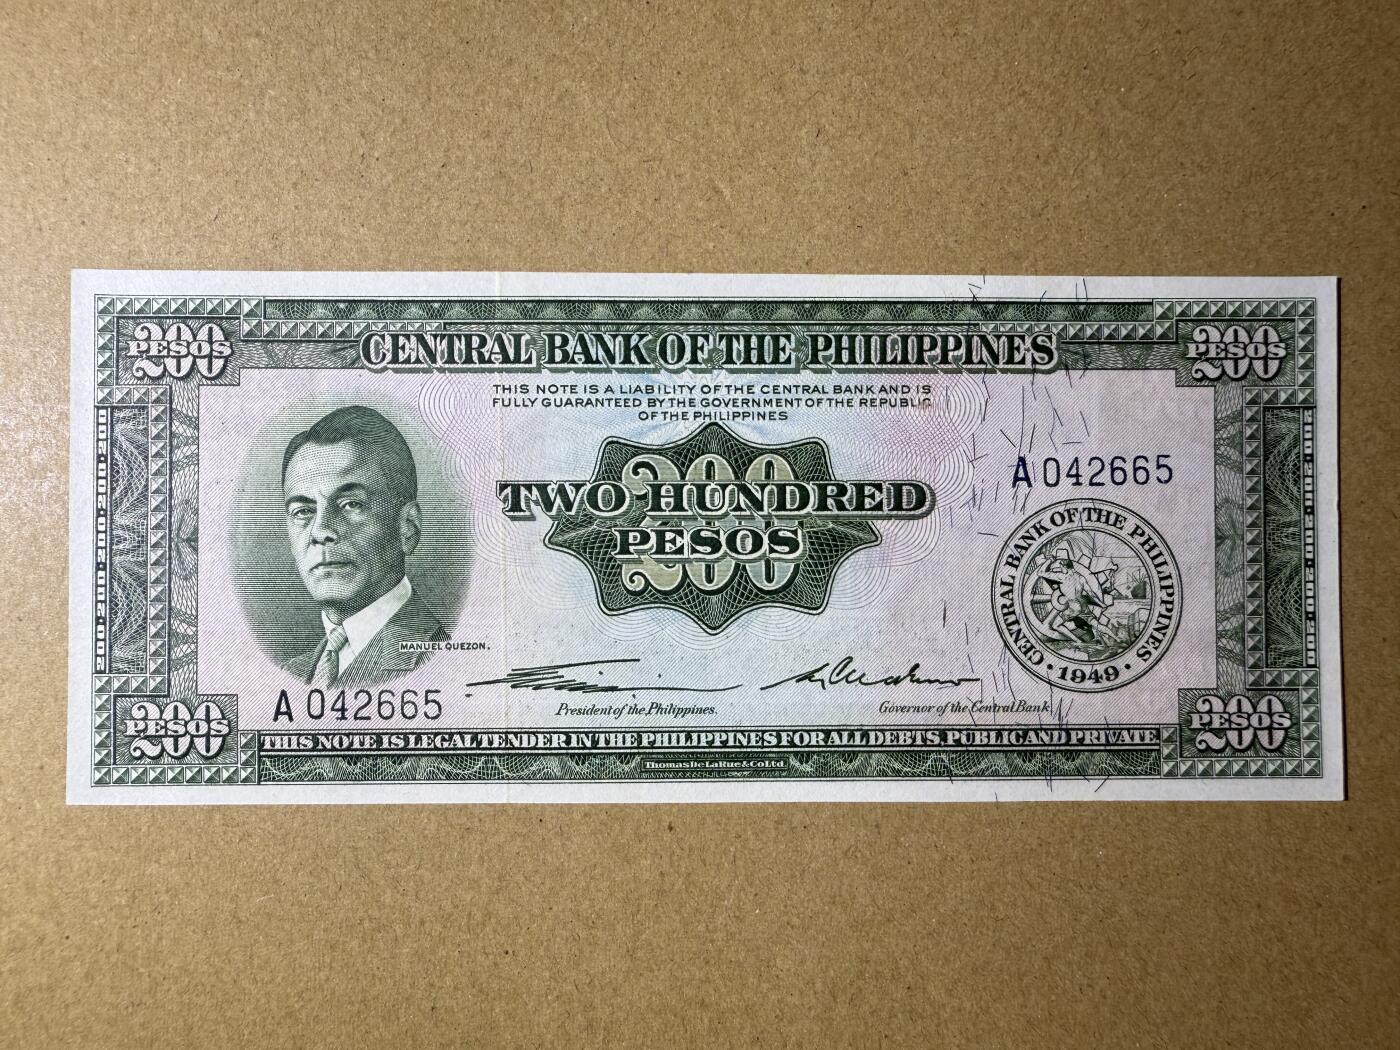 200
PESOS
CENTRAL BANK OF THE PHILIPPINES
200
PESOS
THIS NOTE IS A LIABILITY OF THE CENTRAL BANK AND IS
FULLY GUARANTEED BY THE GOVERNMENT OF THE REPUBLIC
OF THE PHILIPPINES
200
TWO HUNDRED
PESOS
200
A 042665
CENTRAL BANK OF THE PHILIPPINES
· 1949 ·
MANUEL QUEZON.
A 042665
President of the Philippines.
Governor of the Central Bank
200
PESOS
THIS NOTE IS LEGAL TENDER IN THE PHILIPPINES FOR ALL DEBTS, PUBLIC AND PRIVATE
200
PESOS
Thomas De La Rue & Co Ltd.